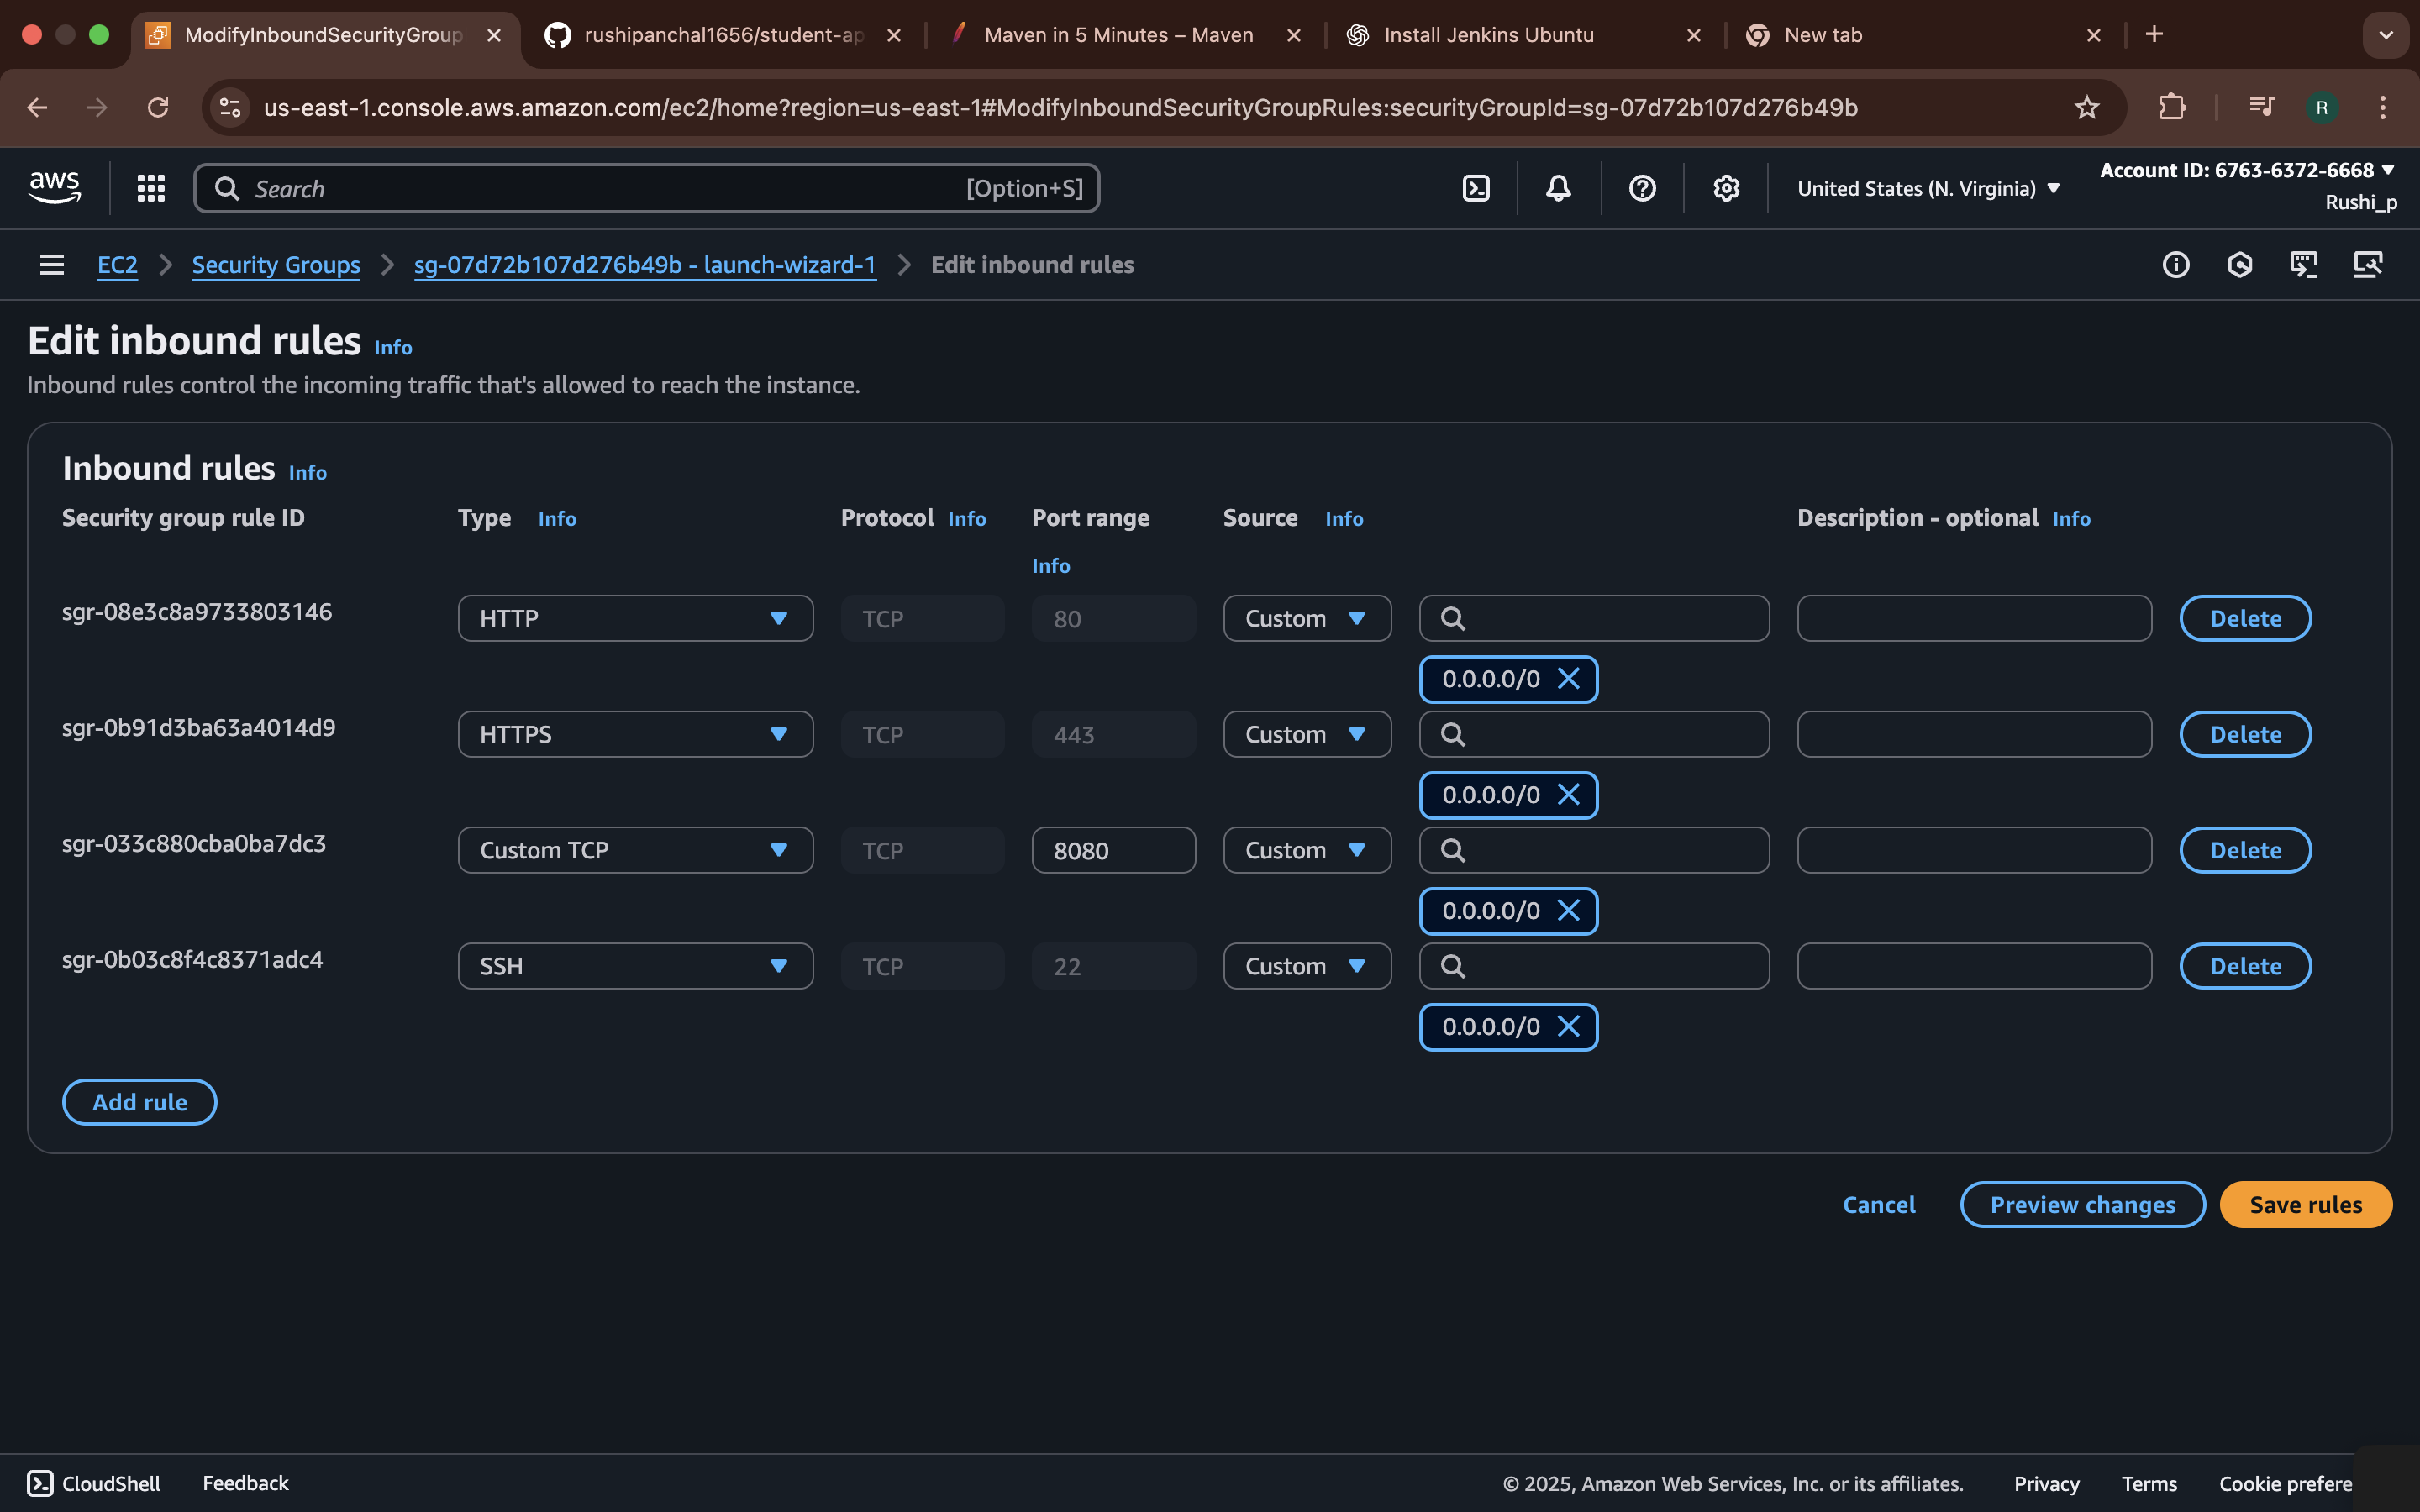 ModifyInboundSecurityGroup
rushipanchal1656/student-ap
Maven in 5 Minutes – Maven
Install Jenkins Ubuntu
New tab
us-east-1.console.aws.amazon.com/ec2/home?region=us-east-1#ModifyInboundSecurityGroupRules:securityGroupId=sg-07d72b107d276b49b
R
aws
Search
[Option+S]
United States (N. Virginia)
Account ID: 6763-6372-6668
Rushi_p
EC2
Security Groups
sg-07d72b107d276b49b - launch-wizard-1
Edit inbound rules
Edit inbound rules Info
Inbound rules control the incoming traffic that's allowed to reach the instance.
Inbound rules Info
Security group rule ID
Type Info
Protocol Info
Port range
Info
Source Info
Description - optional Info
sgr-08e3c8a9733803146
HTTP
TCP
80
Custom
Delete
0.0.0.0/0
sgr-0b91d3ba63a4014d9
HTTPS
TCP
443
Custom
Delete
0.0.0.0/0
sgr-033c880cba0ba7dc3
Custom TCP
TCP
8080
Custom
Delete
0.0.0.0/0
sgr-0b03c8f4c8371adc4
SSH
TCP
22
Custom
Delete
0.0.0.0/0
Add rule
Cancel
Preview changes
Save rules
CloudShell
Feedback
© 2025, Amazon Web Services, Inc. or its affiliates.
Privacy
Terms
Cookie prefere